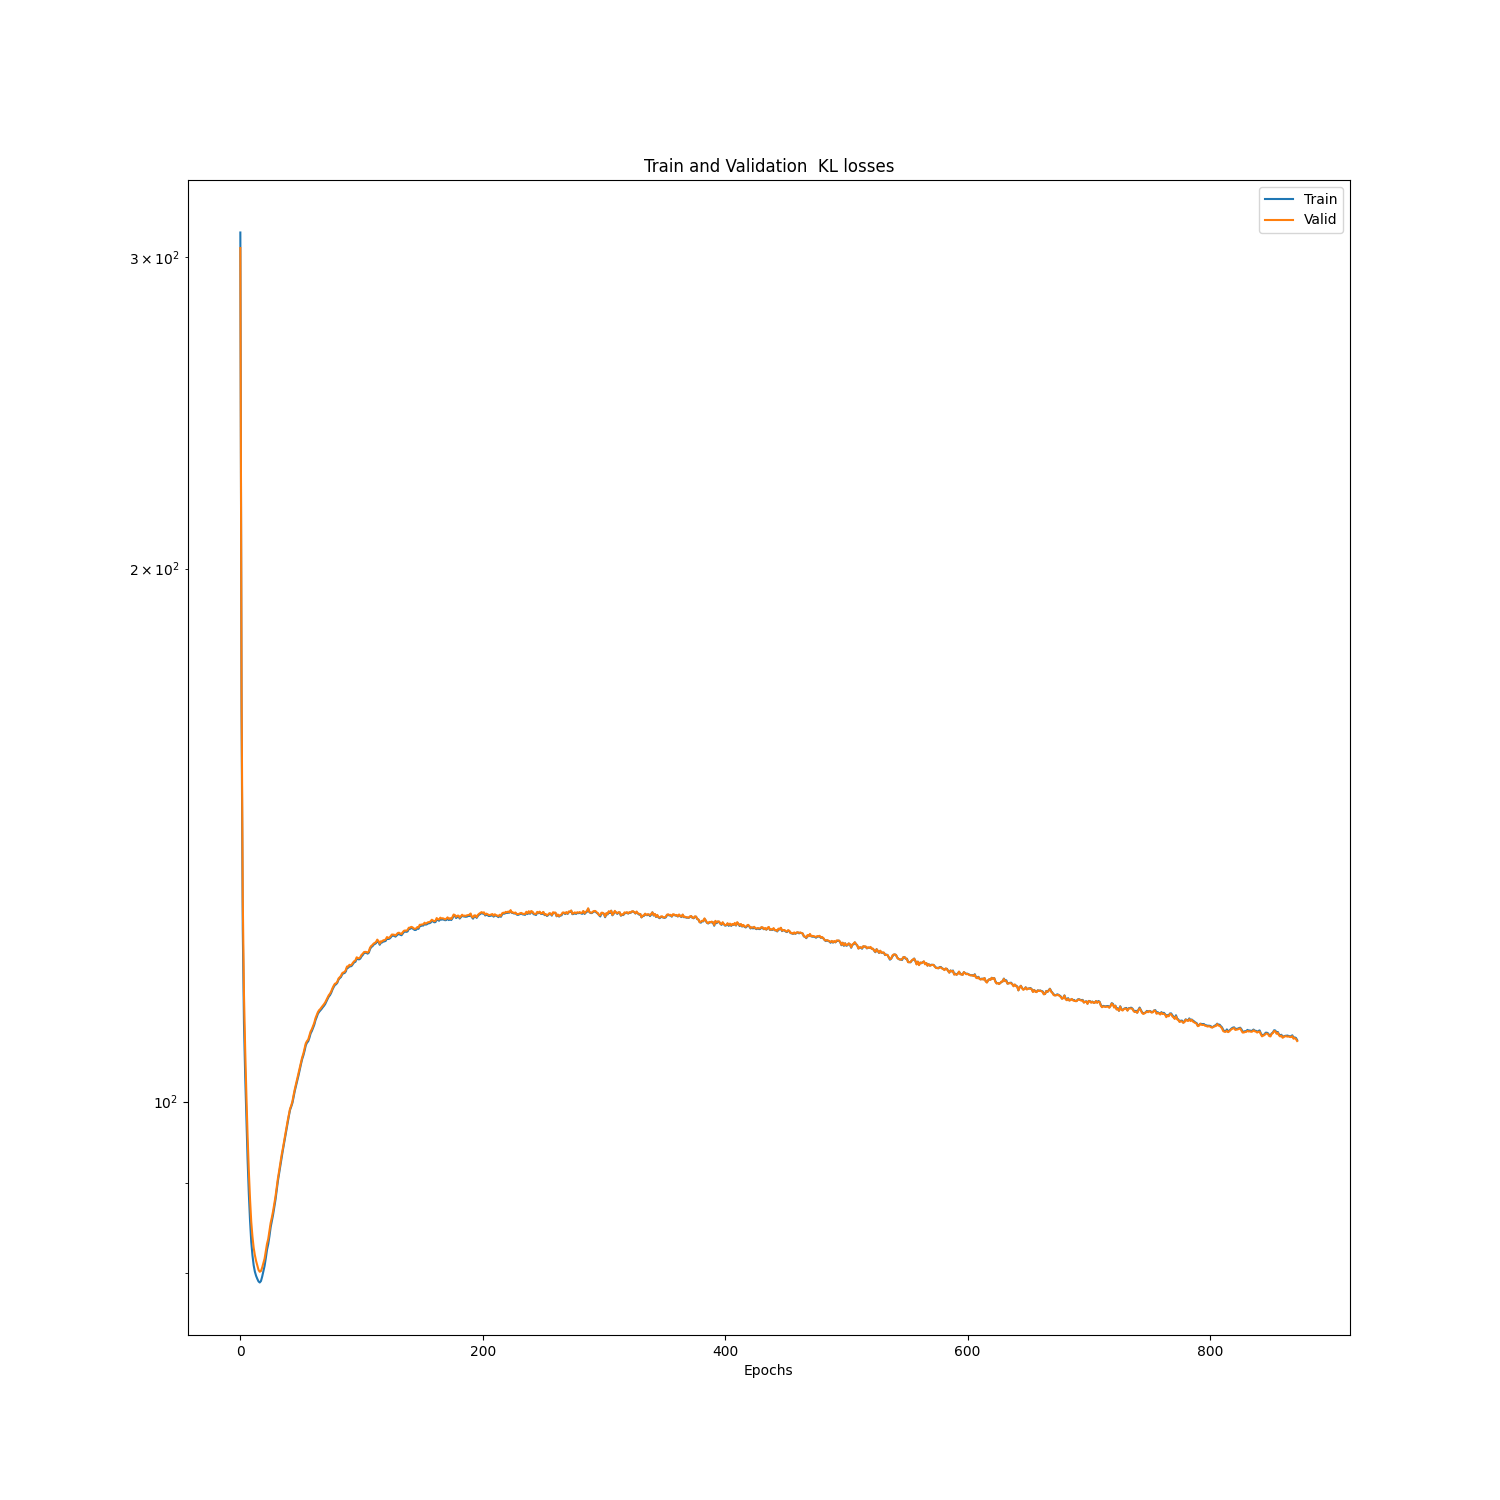 Train and Validation  KL losses
Train
Valid
3 × 10²
2 × 10²
10²
0 200 400 600 800
Epochs